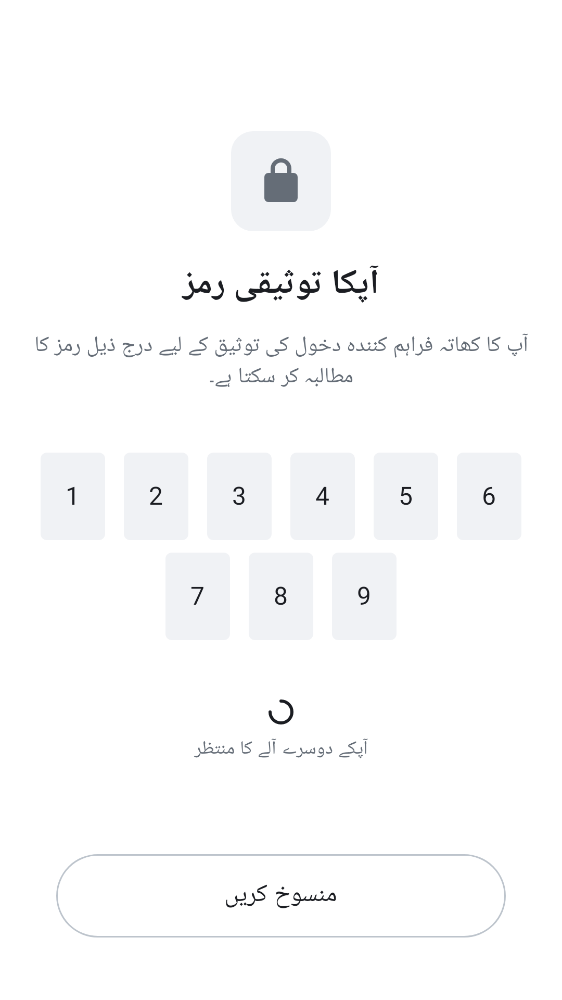 آپکا توثیقی رمز
آپ کا کھاتہ فراہم کنندہ دخول کی توثیق کے لیے درج ذیل رمز کا
مطالبہ کر سکتا ہے۔
1 2 3 4 5 6
7 8 9
آپکے دوسرے آلے کا منتظر
منسوخ کریں